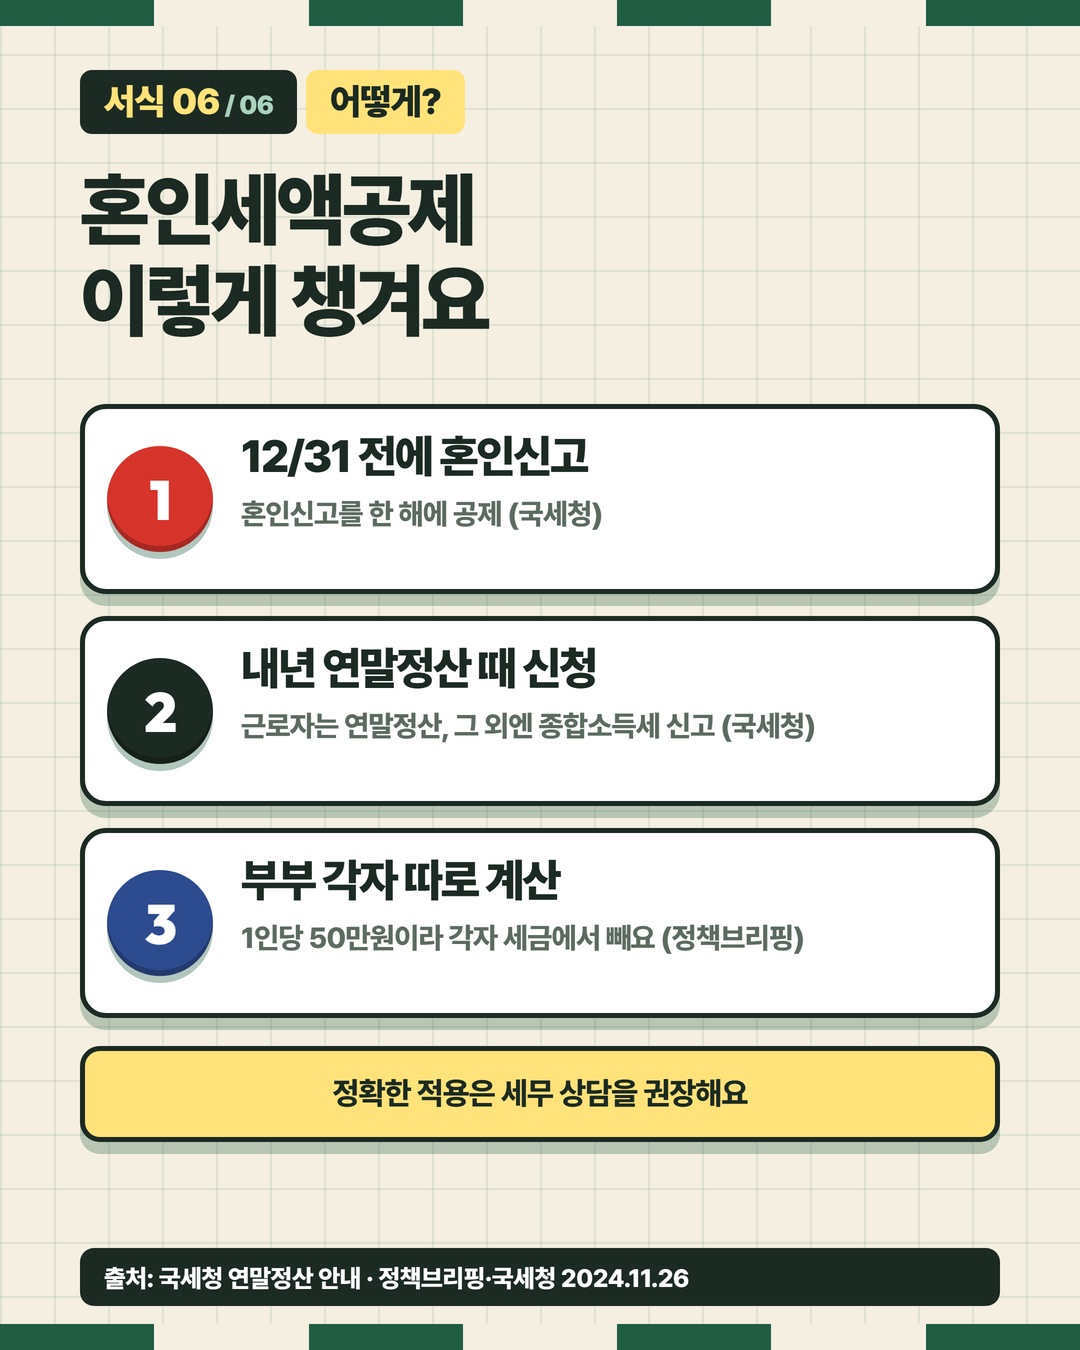 서식 06 / 06
어떻게?
혼인세액공제
이렇게 챙겨요
1
12/31 전에 혼인신고
혼인신고를 한 해에 공제 (국세청)
2
내년 연말정산 때 신청
근로자는 연말정산, 그 외엔 종합소득세 신고 (국세청)
3
부부 각자 따로 계산
1인당 50만원이라 각자 세금에서 빼요 (정책브리핑)
정확한 적용은 세무 상담을 권장해요
출처: 국세청 연말정산 안내 · 정책브리핑·국세청 2024.11.26